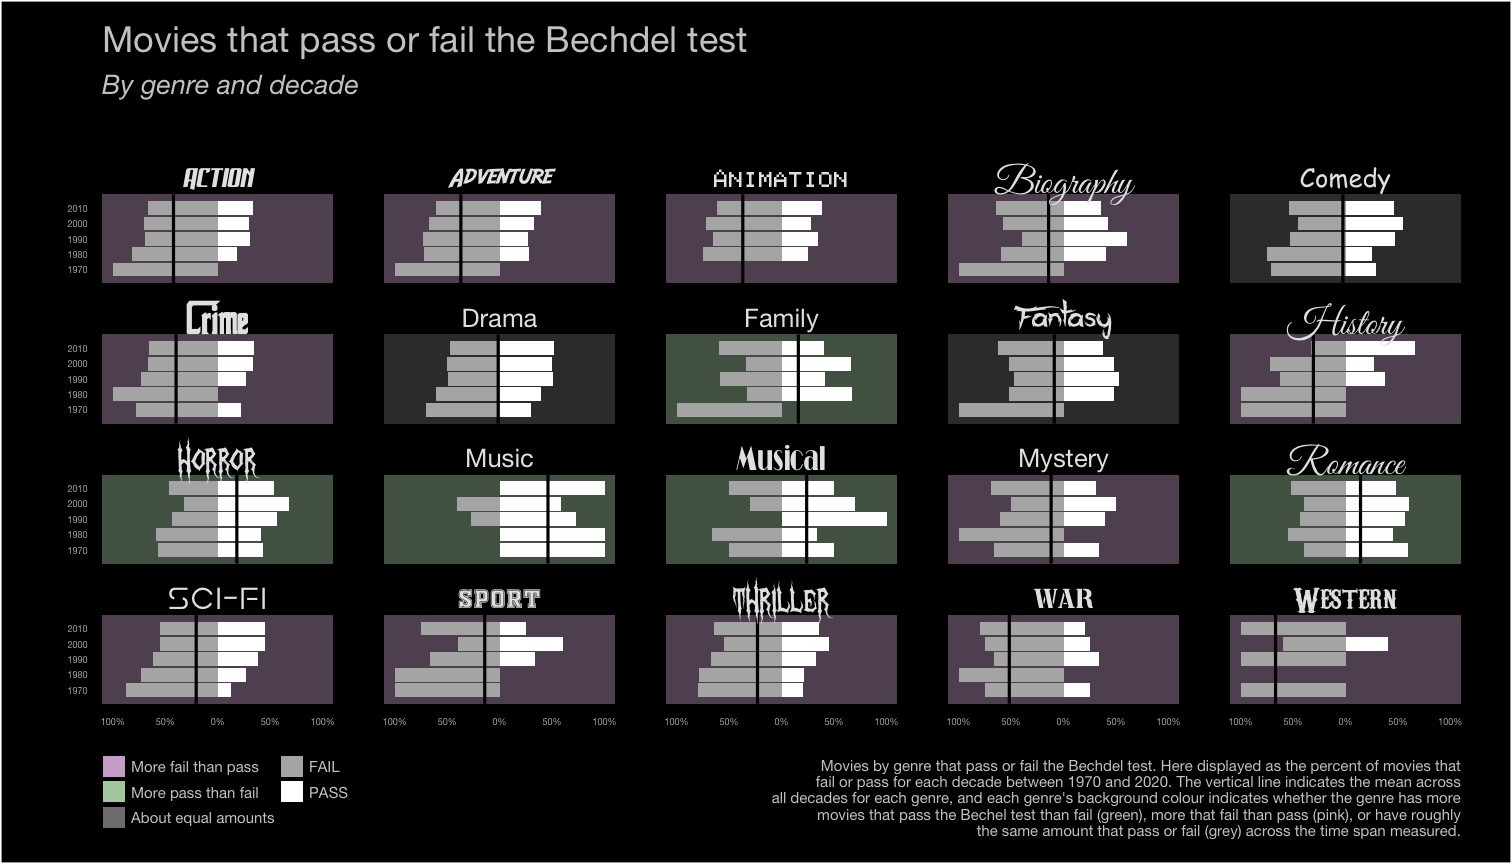 Movies that pass or fail the Bechdel test
By genre and decade
ACTION ADVENTURE ANIMATION Biography Comedy
2010
2000
1990
1980
1970
Crime Drama Family Fantasy History
2010
2000
1990
1980
1970
HORROR Music Musical Mystery Romance
2010
2000
1990
1980
1970
SCI-FI SPORT THRILLER WAR WESTERN
2010
2000
1990
1980
1970
100% 50% 0% 50% 100% 100% 50% 0% 50% 100% 100% 50% 0% 50% 100% 100% 50% 0% 50% 100% 100% 50% 0% 50% 100%
More fail than pass FAIL
More pass than fail PASS
About equal amounts
Movies by genre that pass or fail the Bechdel test. Here displayed as the percent of movies that
fail or pass for each decade between 1970 and 2020. The vertical line indicates the mean across
all decades for each genre, and each genre's background colour indicates whether the genre has more
movies that pass the Bechel test than fail (green), more that fail than pass (pink), or have roughly
the same amount that pass or fail (grey) across the time span measured.